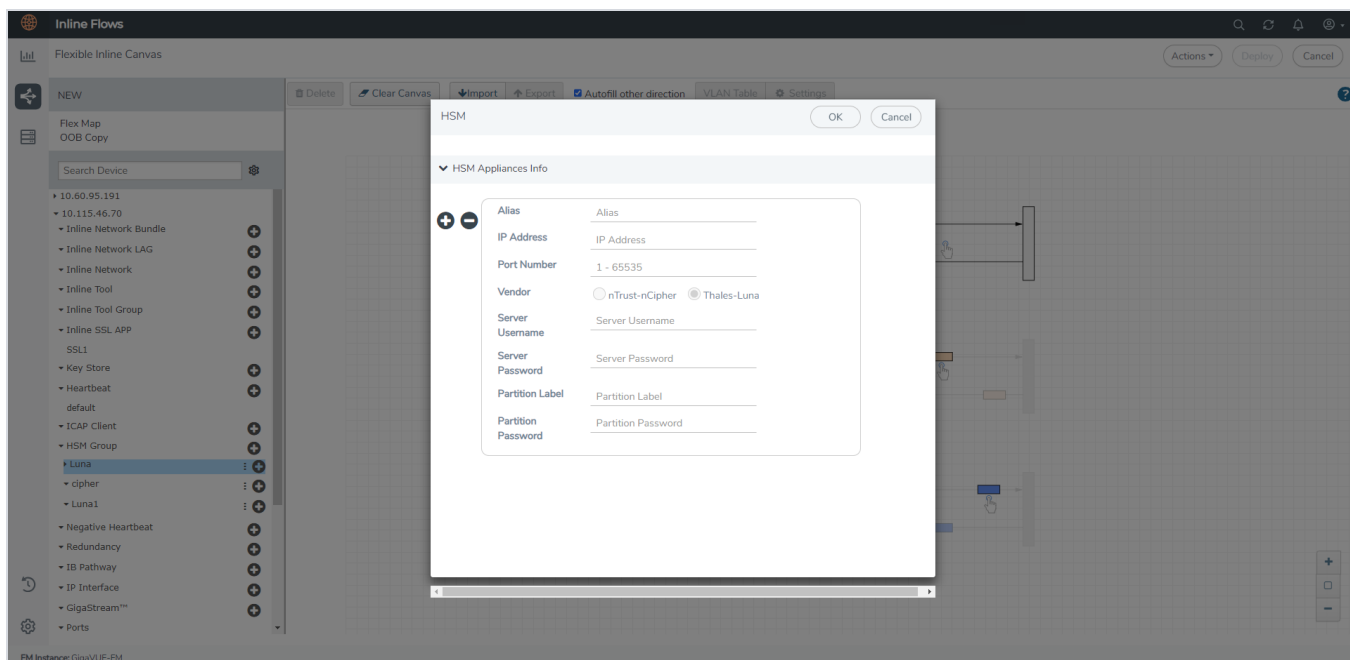 Inline Flows
Flexible Inline Canvas
Actions
Deploy
Cancel
NEW
Delete
Clear Canvas
Import
Export
Autofill other direction
VLAN Table
Settings
?
Flex Map
OOB Copy
Search Device
10.60.95.191
10.115.46.70
Inline Network Bundle
Inline Network LAG
Inline Network
Inline Tool
Inline Tool Group
Inline SSL APP
SSL1
Key Store
Heartbeat
default
ICAP Client
HSM Group
Luna
cipher
Luna1
Negative Heartbeat
Redundancy
IB Pathway
IP Interface
GigaStream™
Ports
HSM
OK
Cancel
HSM Appliances Info
Alias
Alias
IP Address
IP Address
Port Number
1 - 65535
Vendor
nTrust-nCipher
Thales-Luna
Server
Username
Server Username
Server
Password
Server Password
Partition Label
Partition Label
Partition
Password
Partition Password
FM Instance: GigaVUE-FM